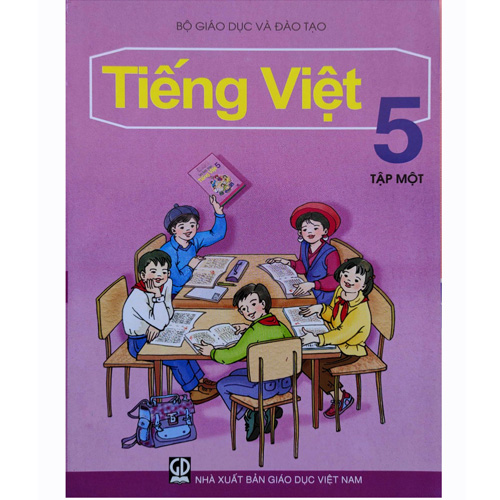 BỘ GIÁO DỤC VÀ ĐÀO TẠO
Tiếng Việt
5
TẬP MỘT
5
GD
NHÀ XUẤT BẢN GIÁO DỤC VIỆT NAM